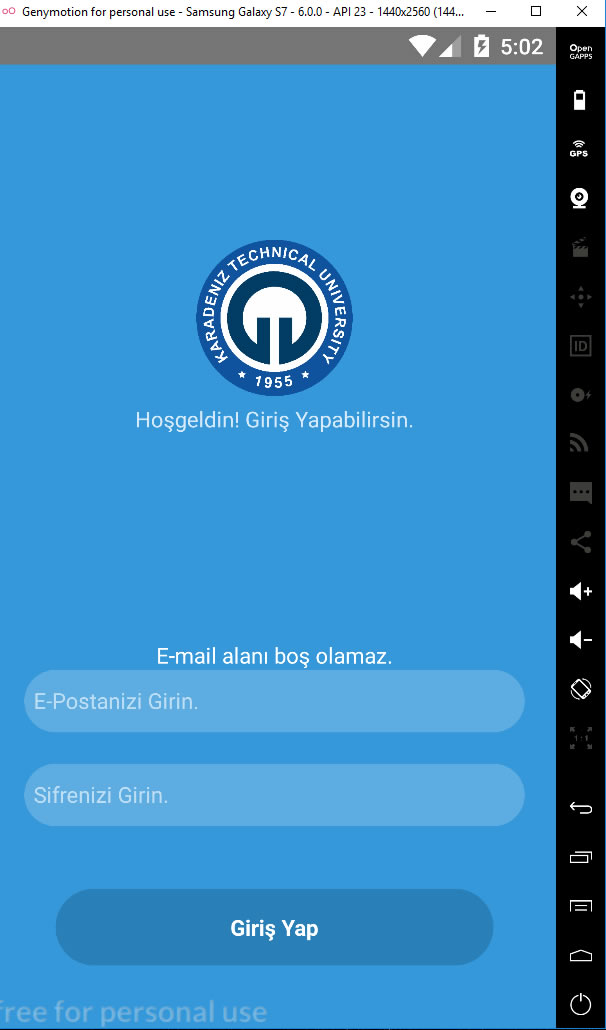 Genymotion for personal use - Samsung Galaxy S7 - 6.0.0 - API 23 - 1440x2560 (144...
5:02
Open
GAPPS
GPS
ID
KARADENIZ TECHNICAL UNIVERSITY
1955
Hoşgeldin! Giriş Yapabilirsin.
E-mail alanı boş olamaz.
E-Postanizi Girin.
Sifrenizi Girin.
1:1
Giriş Yap
free for personal use